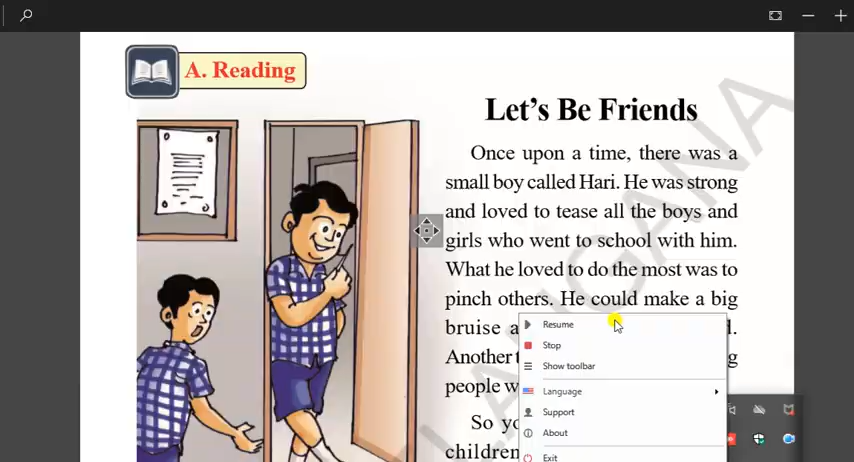 A. Reading
Let's Be Friends
Once upon a time, there was a
small boy called Hari. He was strong
and loved to tease all the boys and
girls who went to school with him.
What he loved to do the most was to
pinch others. He could make a big
bruise
Another
people
So
children
Resume
Stop
Show toolbar
Language
Support
About
Exit